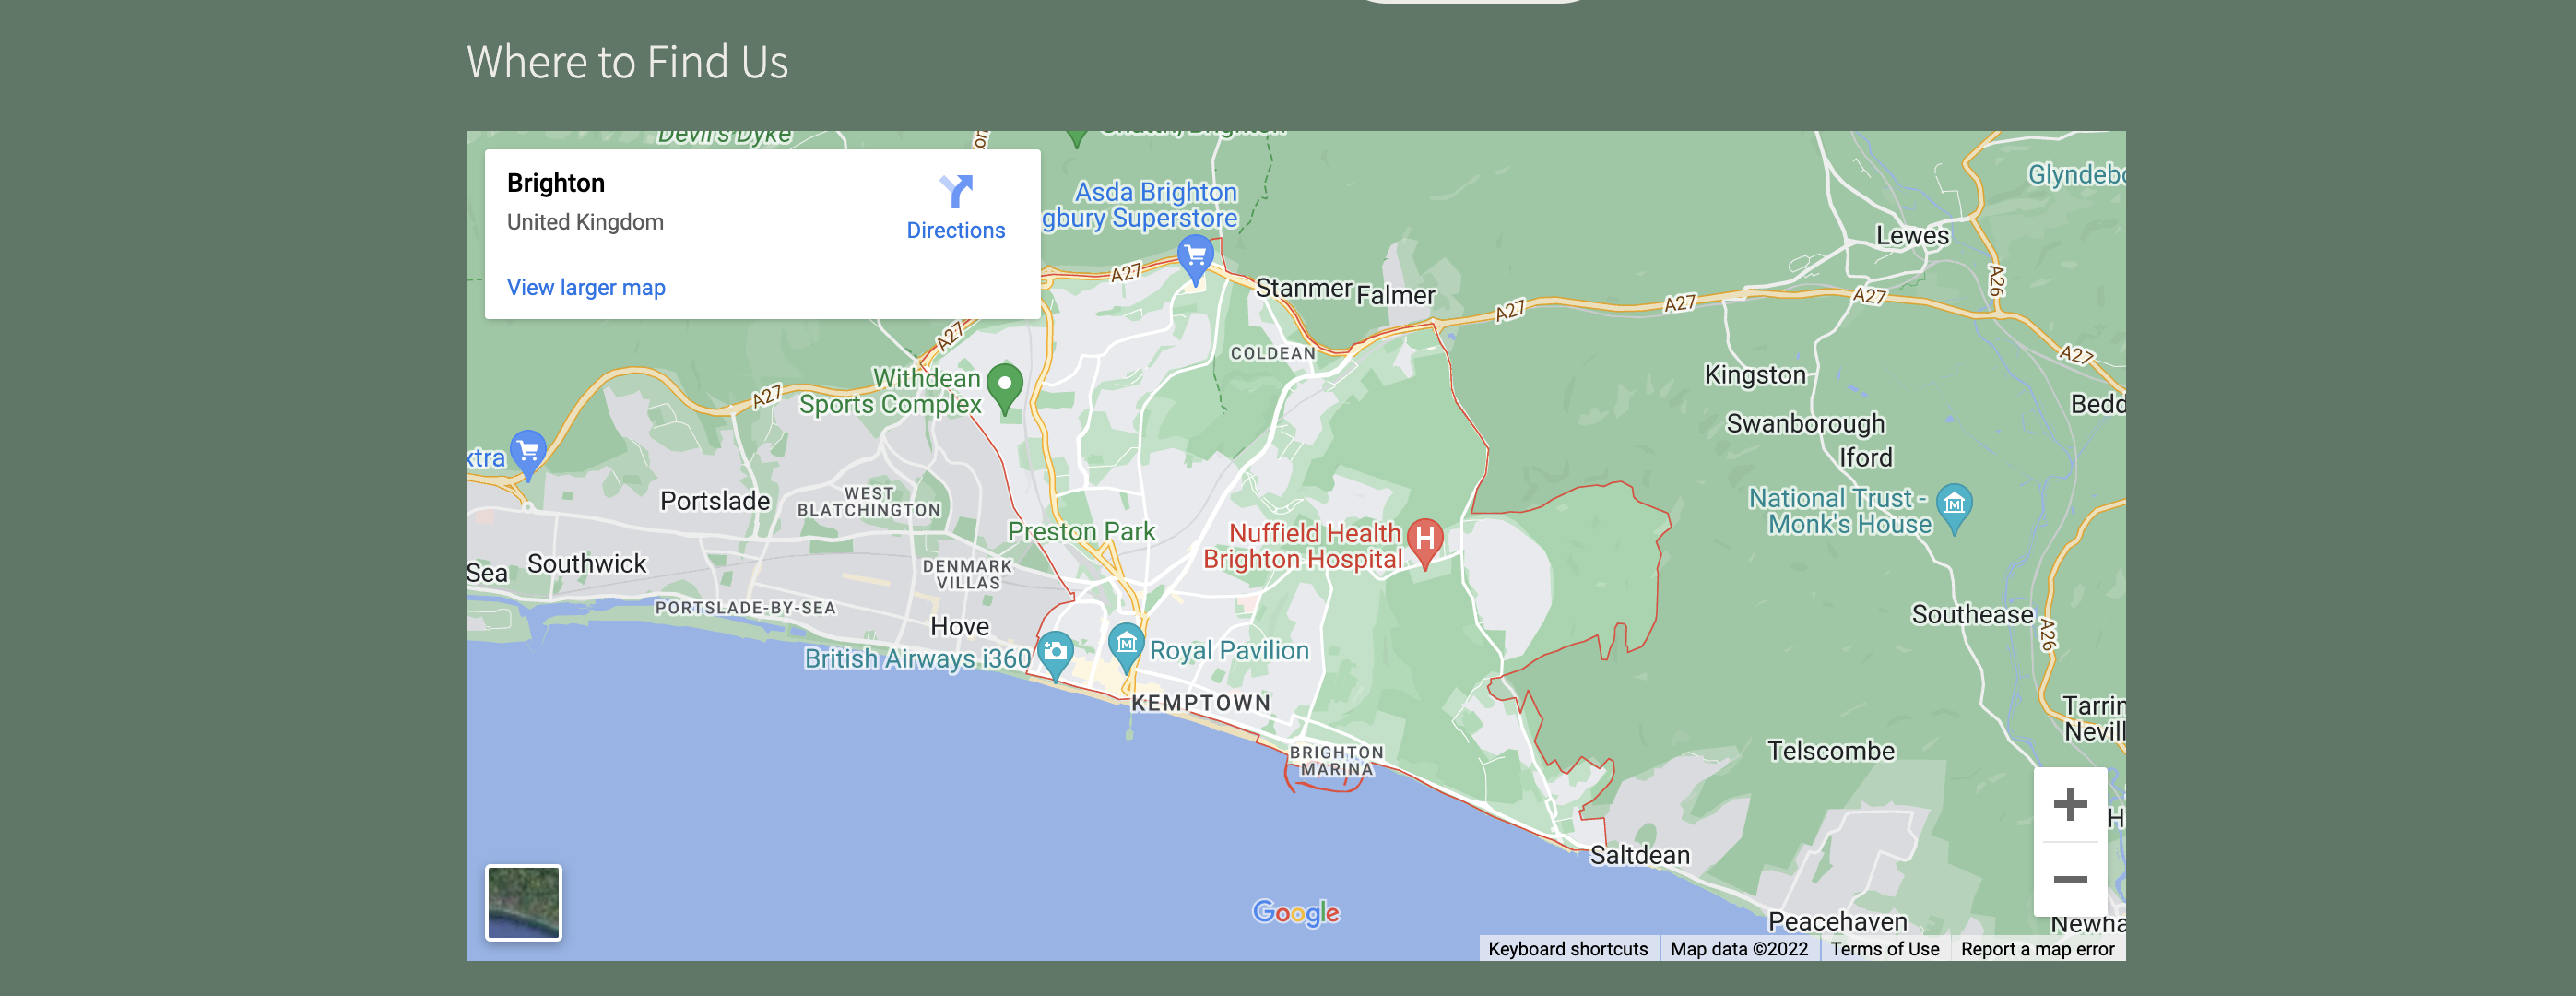 Where to Find Us
Devil's Dyke
Brighton
United Kingdom
Directions
View larger map
Asda Brighton
gbury Superstore
Glyndebo
Lewes
A27
Stanmer
Falmer
A27
A27
A27
A26
A27
COLDEAN
A27
Kingston
Withdean
Sports Complex
A27
Bedd
Swanborough
xtra
Iford
Portslade
WEST
BLATCHINGTON
National Trust -
Monk's House
Preston Park
Nuffield Health
Brighton Hospital
H
Sea
Southwick
DENMARK
VILLAS
PORTSLADE-BY-SEA
Southease
A26
Hove
British Airways i360
Royal Pavilion
KEMPTOWN
Tarrin
Nevill
BRIGHTON
MARINA
Telscombe
H
Saltdean
Google
Peacehaven
Newha
Keyboard shortcuts
Map data ©2022
Terms of Use
Report a map error